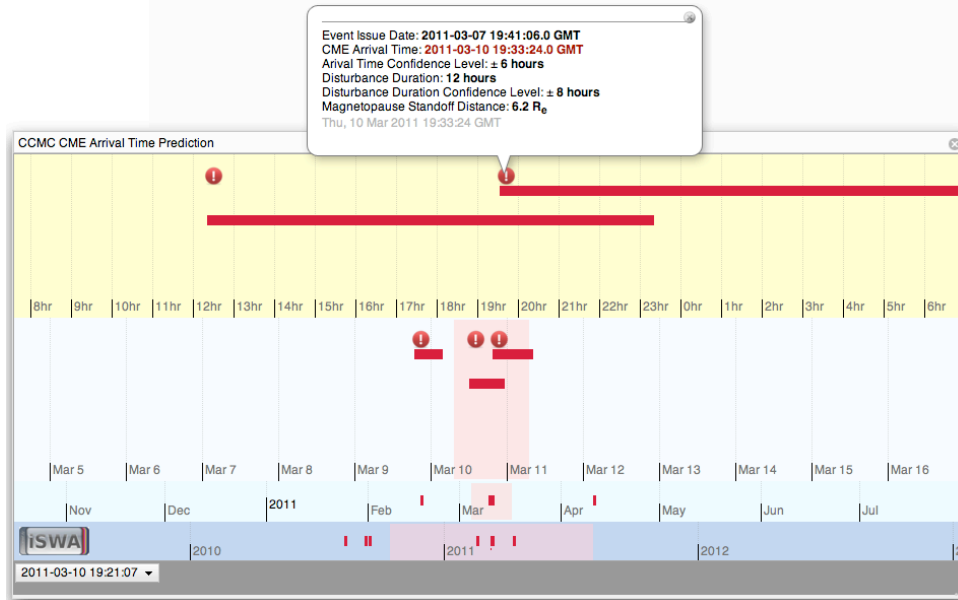 Event Issue Date: 2011-03-07 19:41:06.0 GMT
CME Arrival Time: 2011-03-10 19:33:24.0 GMT
Arival Time Confidence Level: ± 6 hours
Disturbance Duration: 12 hours
Disturbance Duration Confidence Level: ± 8 hours
Magnetopause Standoff Distance: 6.2 Re
Thu, 10 Mar 2011 19:33:24 GMT
CCMC CME Arrival Time Prediction
8hr 9hr 10hr 11hr 12hr 13hr 14hr 15hr 16hr 17hr 18hr 19hr 20hr 21hr 22hr 23hr 0hr 1hr 2hr 3hr 4hr 5hr 6hr
Mar 5 Mar 6 Mar 7 Mar 8 Mar 9 Mar 10 Mar 11 Mar 12 Mar 13 Mar 14 Mar 15 Mar 16
Nov Dec 2011 Feb Mar Apr May Jun Jul
iSWA 2010 2011 2012
2011-03-10 19:21:07